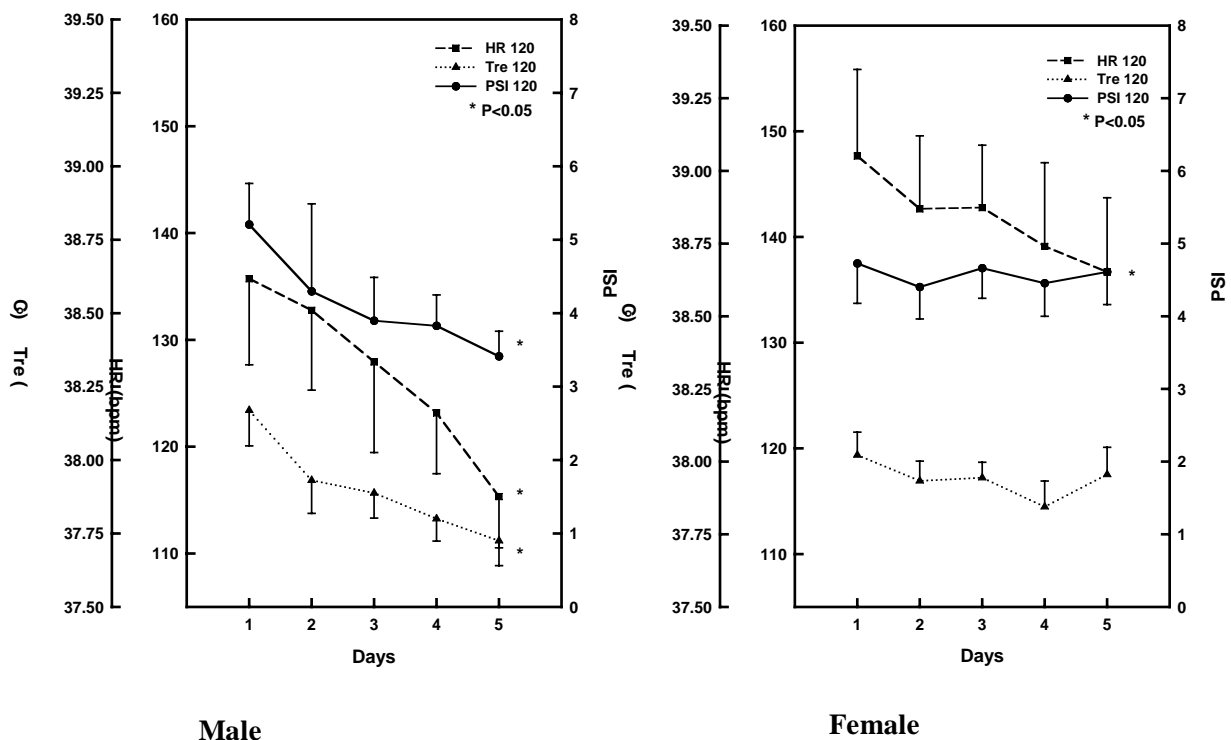 39.50
39.25
39.00
38.75
38.50
38.25
38.00
37.75
37.50
Tre (
HR (bpm)
160
150
140
130
120
110
HR 120
Tre 120
PSI 120
* P<0.05
*
*
*
8
7
6
5
4
3
2
1
0
PSI
1 2 3 4 5
Days
Male
39.50
39.25
39.00
38.75
38.50
38.25
38.00
37.75
37.50
Tre (
HR (bpm)
160
150
140
130
120
110
HR 120
Tre 120
PSI 120
* P<0.05
*
8
7
6
5
4
3
2
1
0
PSI
1 2 3 4 5
Days
Female